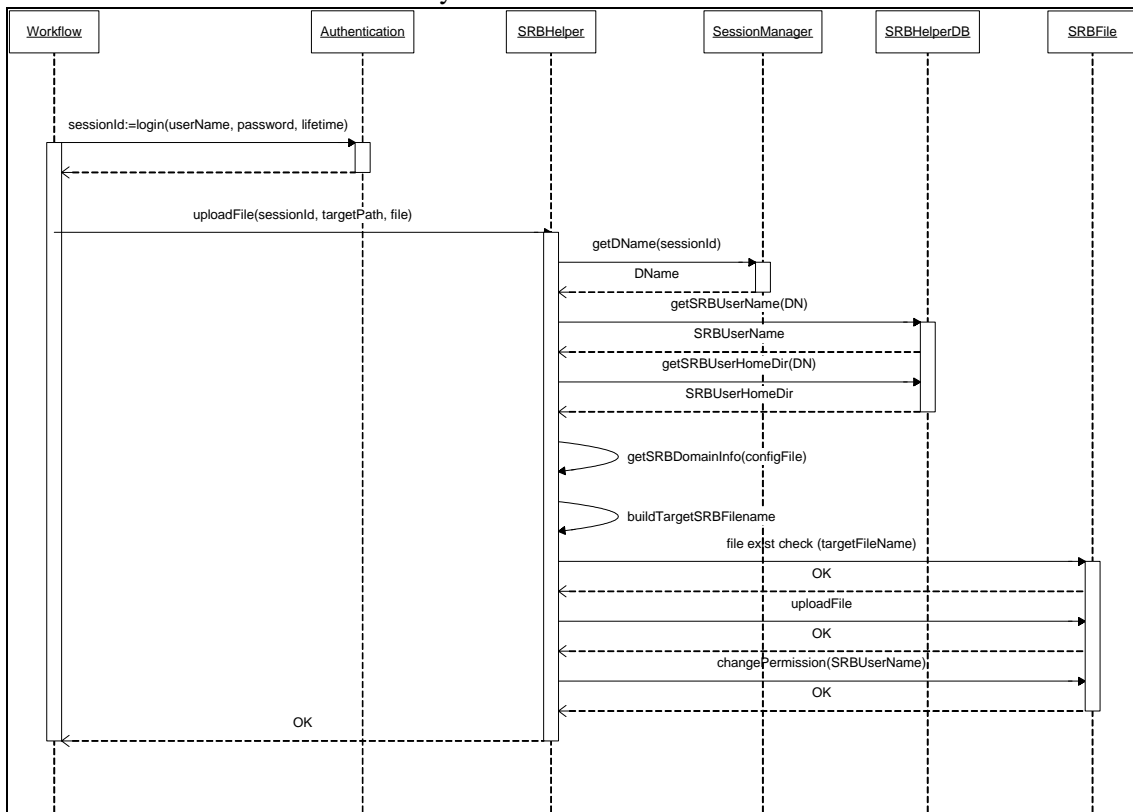 Workflow
Authentication
SRBHelper
SessionManager
SRBHelperDB
SRBFile
sessionId:=login(userName, password, lifetime)
uploadFile(sessionId, targetPath, file)
getDName(sessionId)
DName
getSRBUserName(DN)
SRBUserName
getSRBUserHomeDir(DN)
SRBUserHomeDir
getSRBDomainInfo(configFile)
buildTargetSRBFilename
file exist check (targetFileName)
OK
uploadFile
OK
changePermission(SRBUserName)
OK
OK